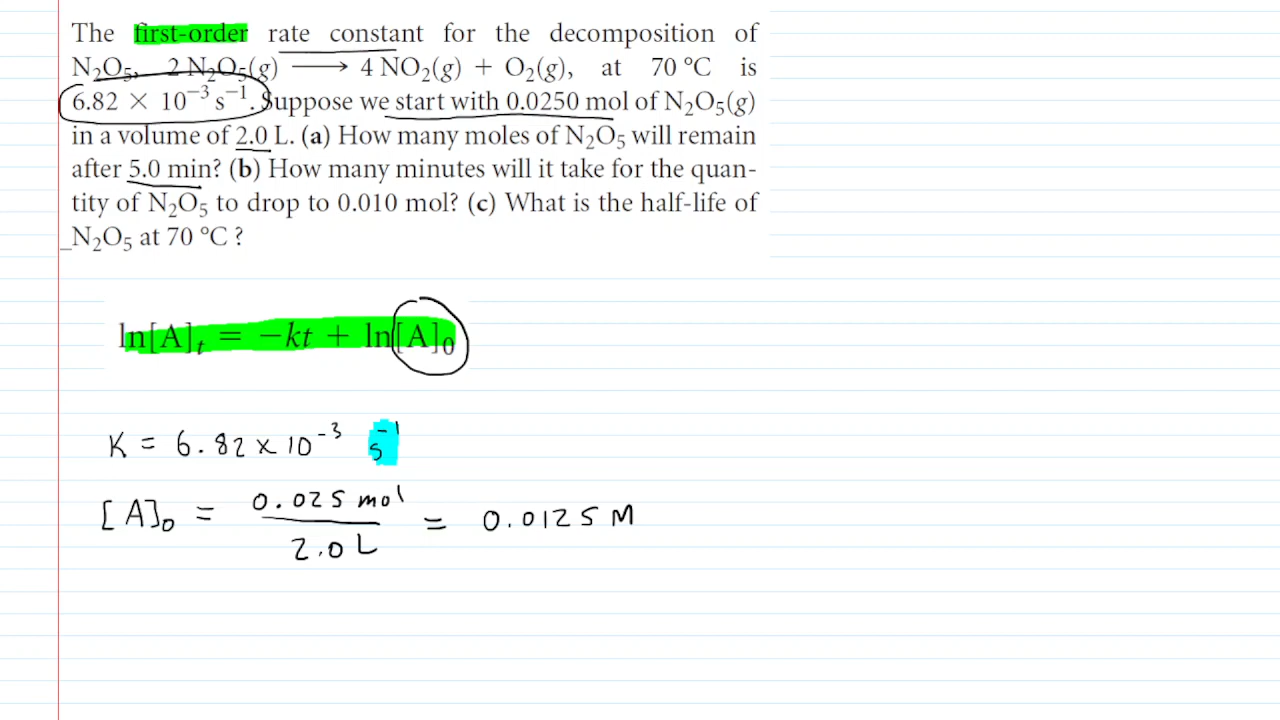 The first-order rate constant for the decomposition of
N₂O₅, 2 N₂O₅(g) ⟶ 4 NO₂(g) + O₂(g), at 70 °C is
6.82 × 10⁻³ s⁻¹. Suppose we start with 0.0250 mol of N₂O₅(g)
in a volume of 2.0 L. (a) How many moles of N₂O₅ will remain
after 5.0 min? (b) How many minutes will it take for the quan-
tity of N₂O₅ to drop to 0.010 mol? (c) What is the half-life of
N₂O₅ at 70 °C ?
ln[A]ₜ = −kt + ln[A]₀
K = 6.82 × 10⁻³ s⁻¹
[A]₀ = 0.025 mol / 2.0 L = 0.0125 M